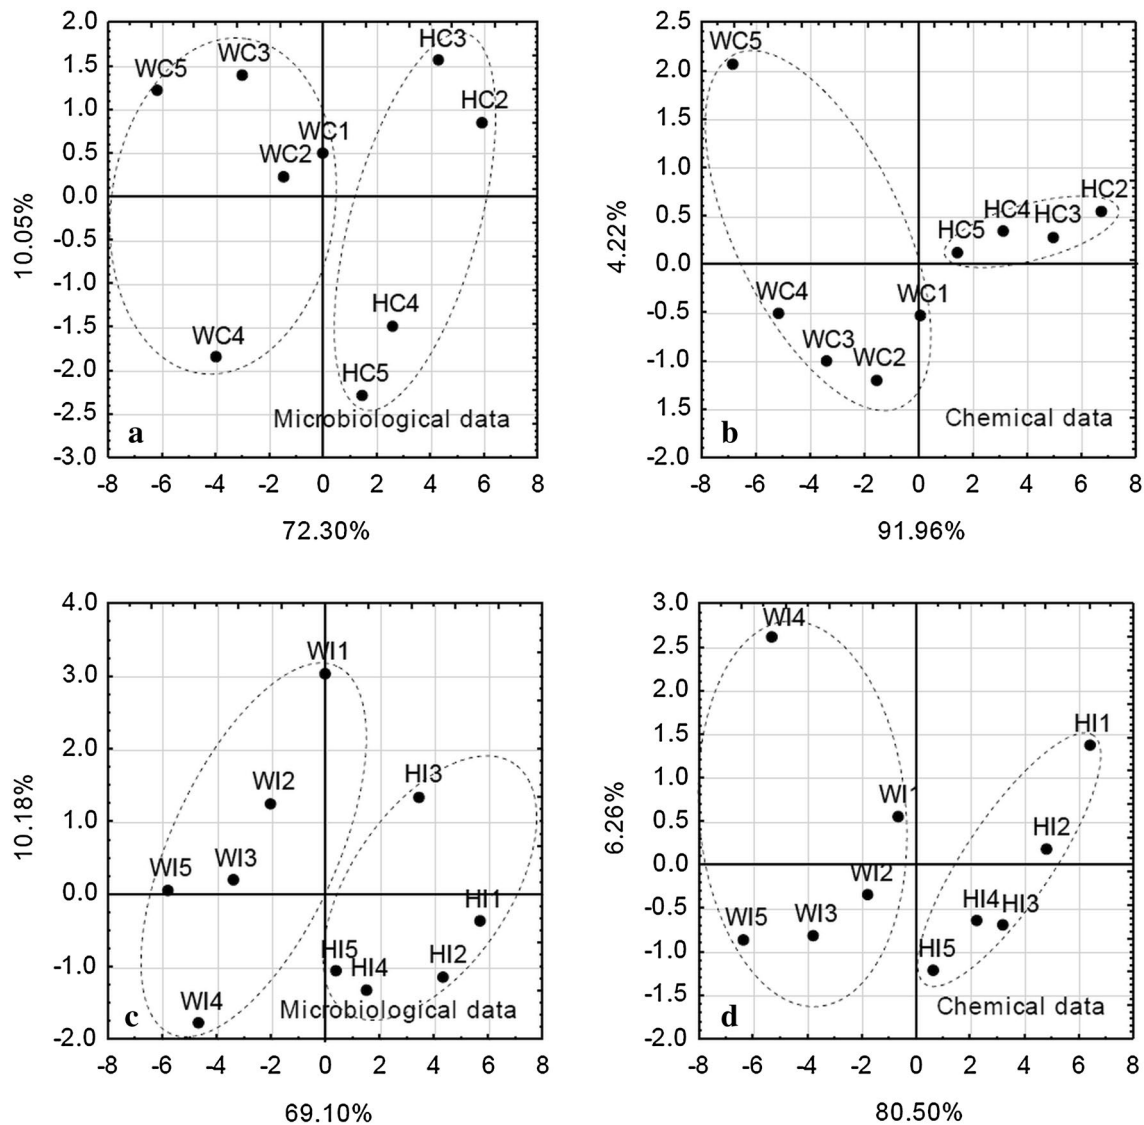 2.0
1.5
1.0
0.5
0.0
-0.5
-1.0
-1.5
-2.0
-2.5
-3.0
10.05%
HC3
WC3
WC5
HC2
WC1
WC2
HC4
WC4
HC5
Microbiological data
a
-8 -6 -4 -2 0 2 4 6 8
72.30%
2.5
2.0
1.5
1.0
0.5
0.0
-0.5
-1.0
-1.5
-2.0
4.22%
WC5
HC2
HC4 HC3
HC5
WC4 WC1
WC3
WC2
Chemical data
b
-8 -6 -4 -2 0 2 4 6 8
91.96%
4.0
3.0
2.0
1.0
0.0
-1.0
-2.0
10.18%
WI1
HI3
WI2
WI5 WI3
HI1
HI5 HI2
HI4
WI4
Microbiological data
c
-8 -6 -4 -2 0 2 4 6 8
69.10%
3.0
2.5
2.0
1.5
1.0
0.5
0.0
-0.5
-1.0
-1.5
-2.0
6.26%
WI4
HI1
WI1
HI2
WI2
HI4 HI3
WI5 WI3
HI5
Chemical data
d
-8 -6 -4 -2 0 2 4 6 8
80.50%